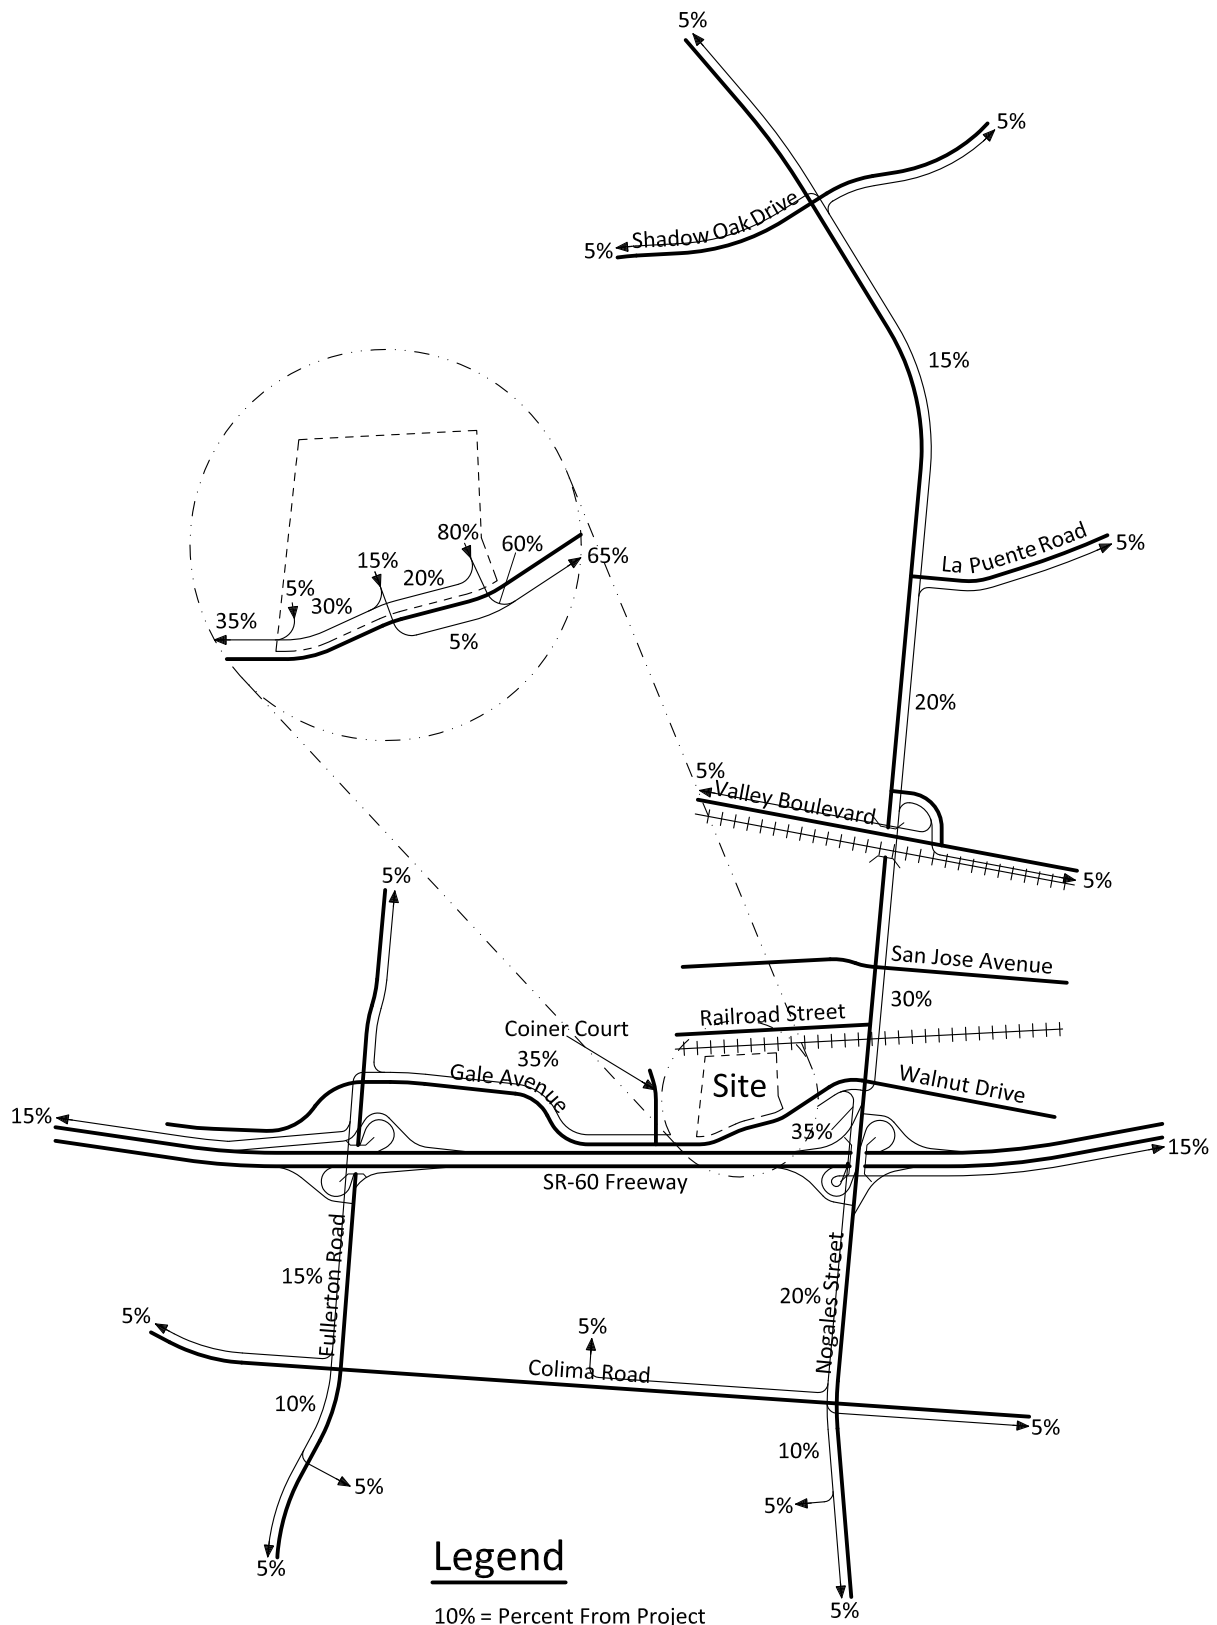 5%
5%
Shadow Oak Drive
5%
15%
80%
60%
15%
65%
20%
5%
30%
35%
5%
La Puente Road
5%
20%
5%
Valley Boulevard
5%
5%
San Jose Avenue
30%
Railroad Street
Coiner Court
35%
Gale Avenue
Site
Walnut Drive
15%
35%
15%
SR-60 Freeway
Fullerton Road
15%
Nogales Street
20%
5%
5%
Colima Road
10%
5%
10%
5%
5%
5%
5%
Legend
10% = Percent From Project